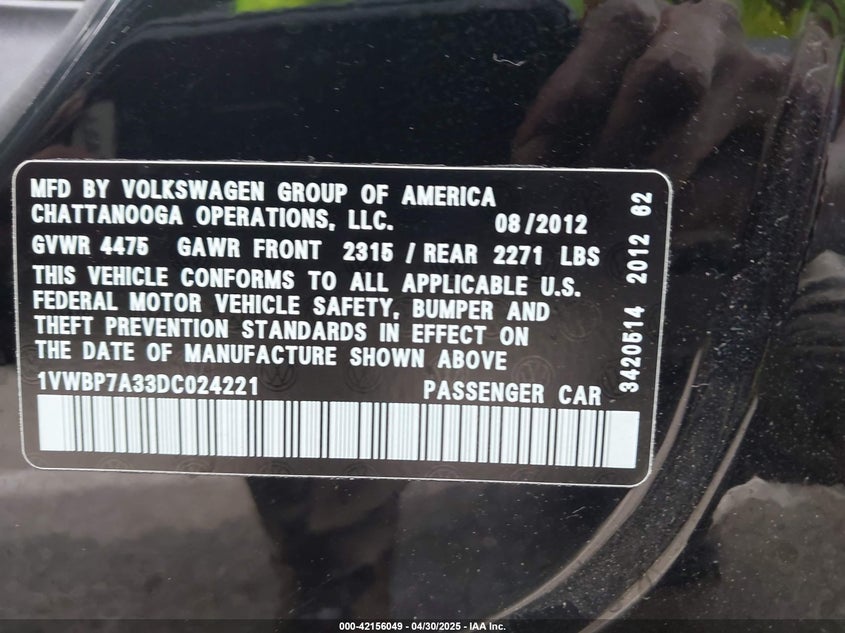 MFD BY VOLKSWAGEN GROUP OF AMERICA
CHATTANOOGA OPERATIONS, LLC. 08/2012
GVWR 4475 GAWR FRONT 2315 / REAR 2271 LBS
THIS VEHICLE CONFORMS TO ALL APPLICABLE U.S.
FEDERAL MOTOR VEHICLE SAFETY, BUMPER AND
THEFT PREVENTION STANDARDS IN EFFECT ON
THE DATE OF MANUFACTURE SHOWN ABOVE
1VWBP7A33DC024221 PASSENGER CAR
3420514 2012 62
000-42156049 - 04/30/2025 - IAA Inc.